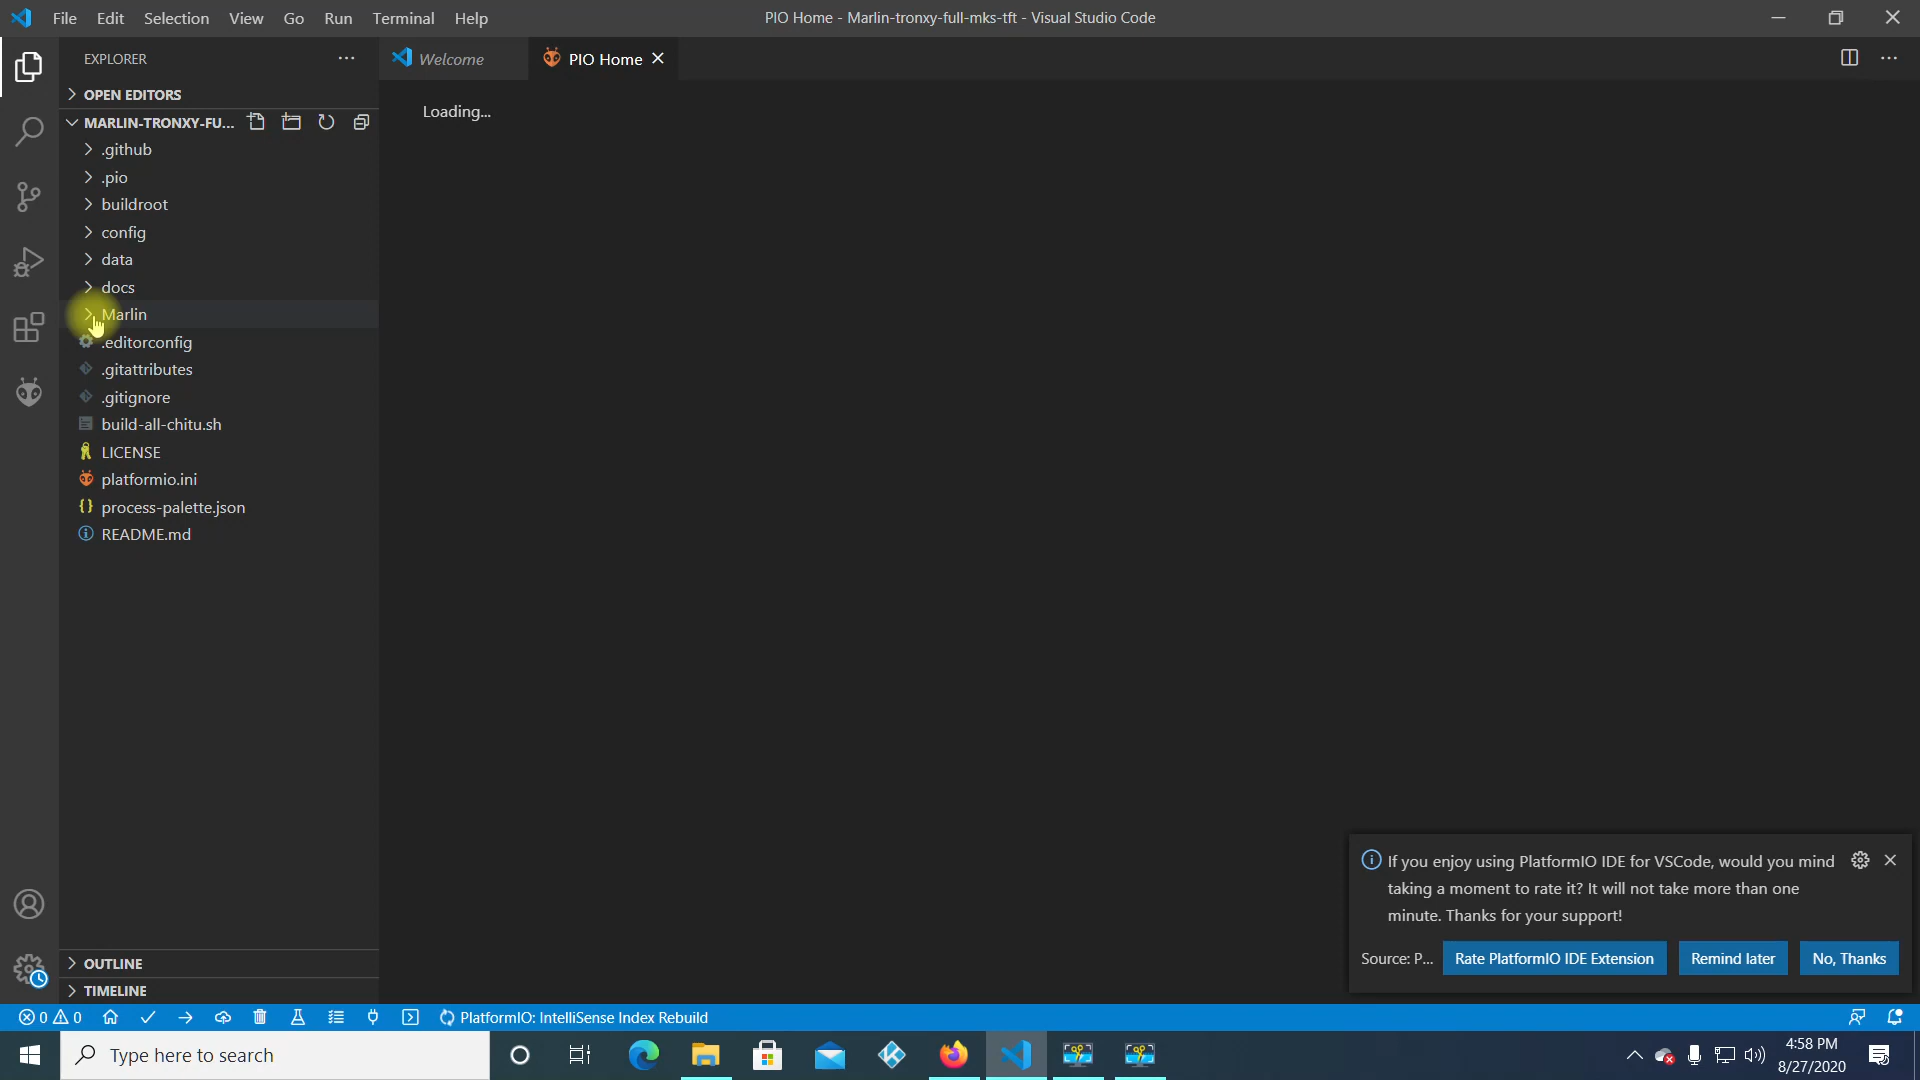 File Edit Selection View Go Run Terminal Help
PIO Home - Marlin-tronxy-full-mks-tft - Visual Studio Code
EXPLORER
Welcome
PIO Home
OPEN EDITORS
MARLIN-TRONXY-FU...
Loading...
.github
.pio
buildroot
config
data
docs
Marlin
.editorconfig
.gitattributes
.gitignore
build-all-chitu.sh
LICENSE
platformio.ini
process-palette.json
README.md
If you enjoy using PlatformIO IDE for VSCode, would you mind
taking a moment to rate it? It will not take more than one
minute. Thanks for your support!
Source: P...
Rate PlatformIO IDE Extension
Remind later
No, Thanks
OUTLINE
TIMELINE
0 0
PlatformIO: IntelliSense Index Rebuild
Type here to search
4:58 PM
8/27/2020